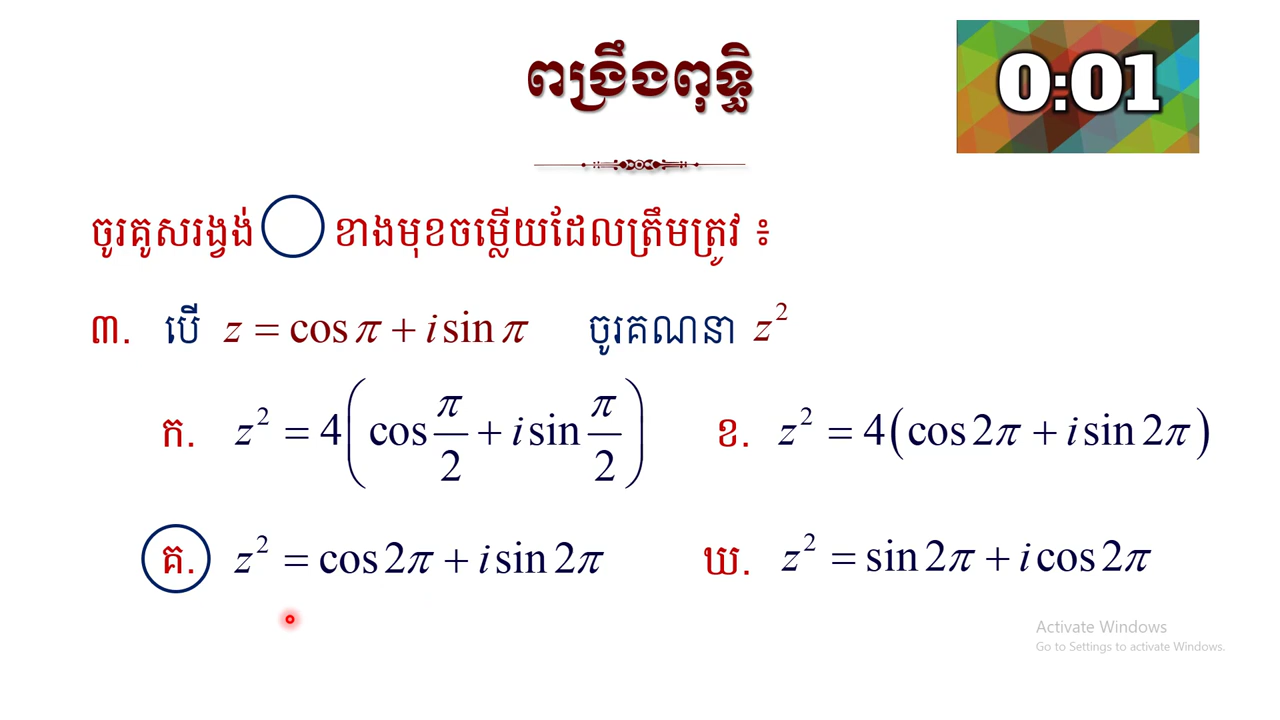 ពង្រឹងពុទ្ធិ
0:01
ចូរគូសរង្វង់ ខាងមុខចម្លើយដែលត្រឹមត្រូវ ៖
៣. បើ z = cos π + i sin π ចូរគណនា z²
ក. z² = 4(cos π/2 + i sin π/2) ខ. z² = 4(cos 2π + i sin 2π)
គ. z² = cos 2π + i sin 2π ឃ. z² = sin 2π + i cos 2π
Activate Windows
Go to Settings to activate Windows.